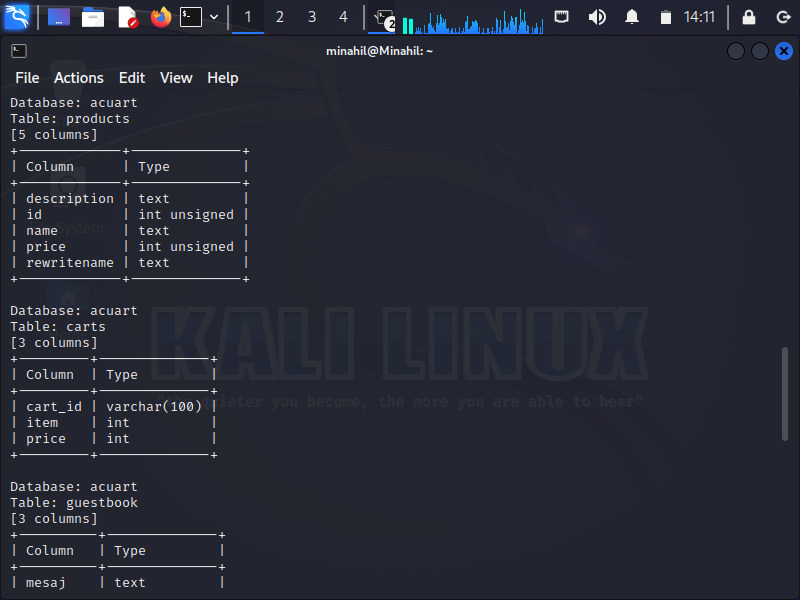 1 2 3 4 2 14:11
minahil@Minahil: ~
File Actions Edit View Help
Database: acuart
Table: products
[5 columns]
| Column | Type |
| description | text |
| id | int unsigned |
| name | text |
| price | int unsigned |
| rewritename | text |
Database: acuart
Table: carts
[3 columns]
| Column | Type |
| cart_id | varchar(100) |
| item | int |
| price | int |
Database: acuart
Table: guestbook
[3 columns]
| Column | Type |
| mesaj | text |
KALI LINUX
"the quieter you become, the more you are able to hear"